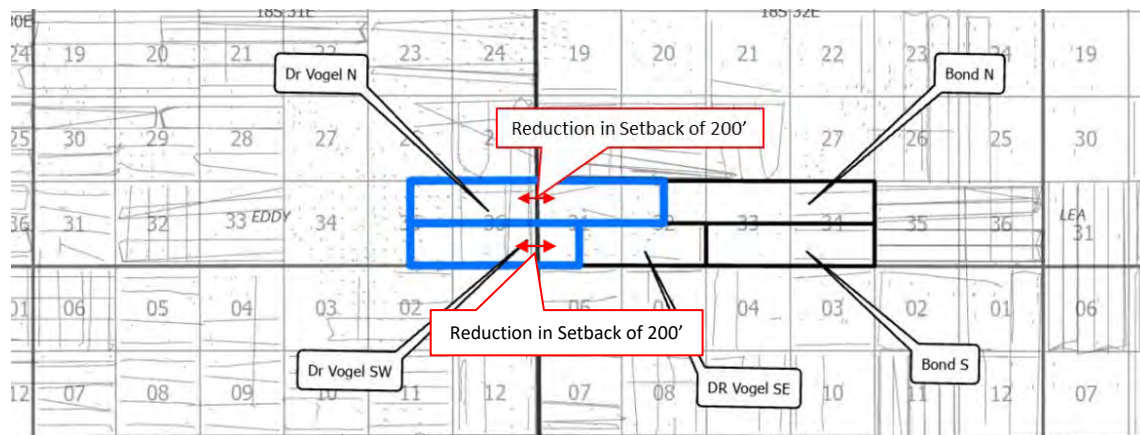 30E 18S 31E 18S 32E
24 19 20 21 22 23 24 19 20 21 22 23 24 19
Dr Vogel N
Bond N
Reduction in Setback of 200’
25 30 29 28 27 27 26 25 30
36 31 32 33 EDDY 34 35 36 31 32 33 34 35 36 LEA 31
01 06 05 04 03 02 06 04 03 02 01 06
Reduction in Setback of 200’
Dr Vogel SW
DR Vogel SE
Bond S
12 07 08 09 10 11 12 07 08 10 11 12 07